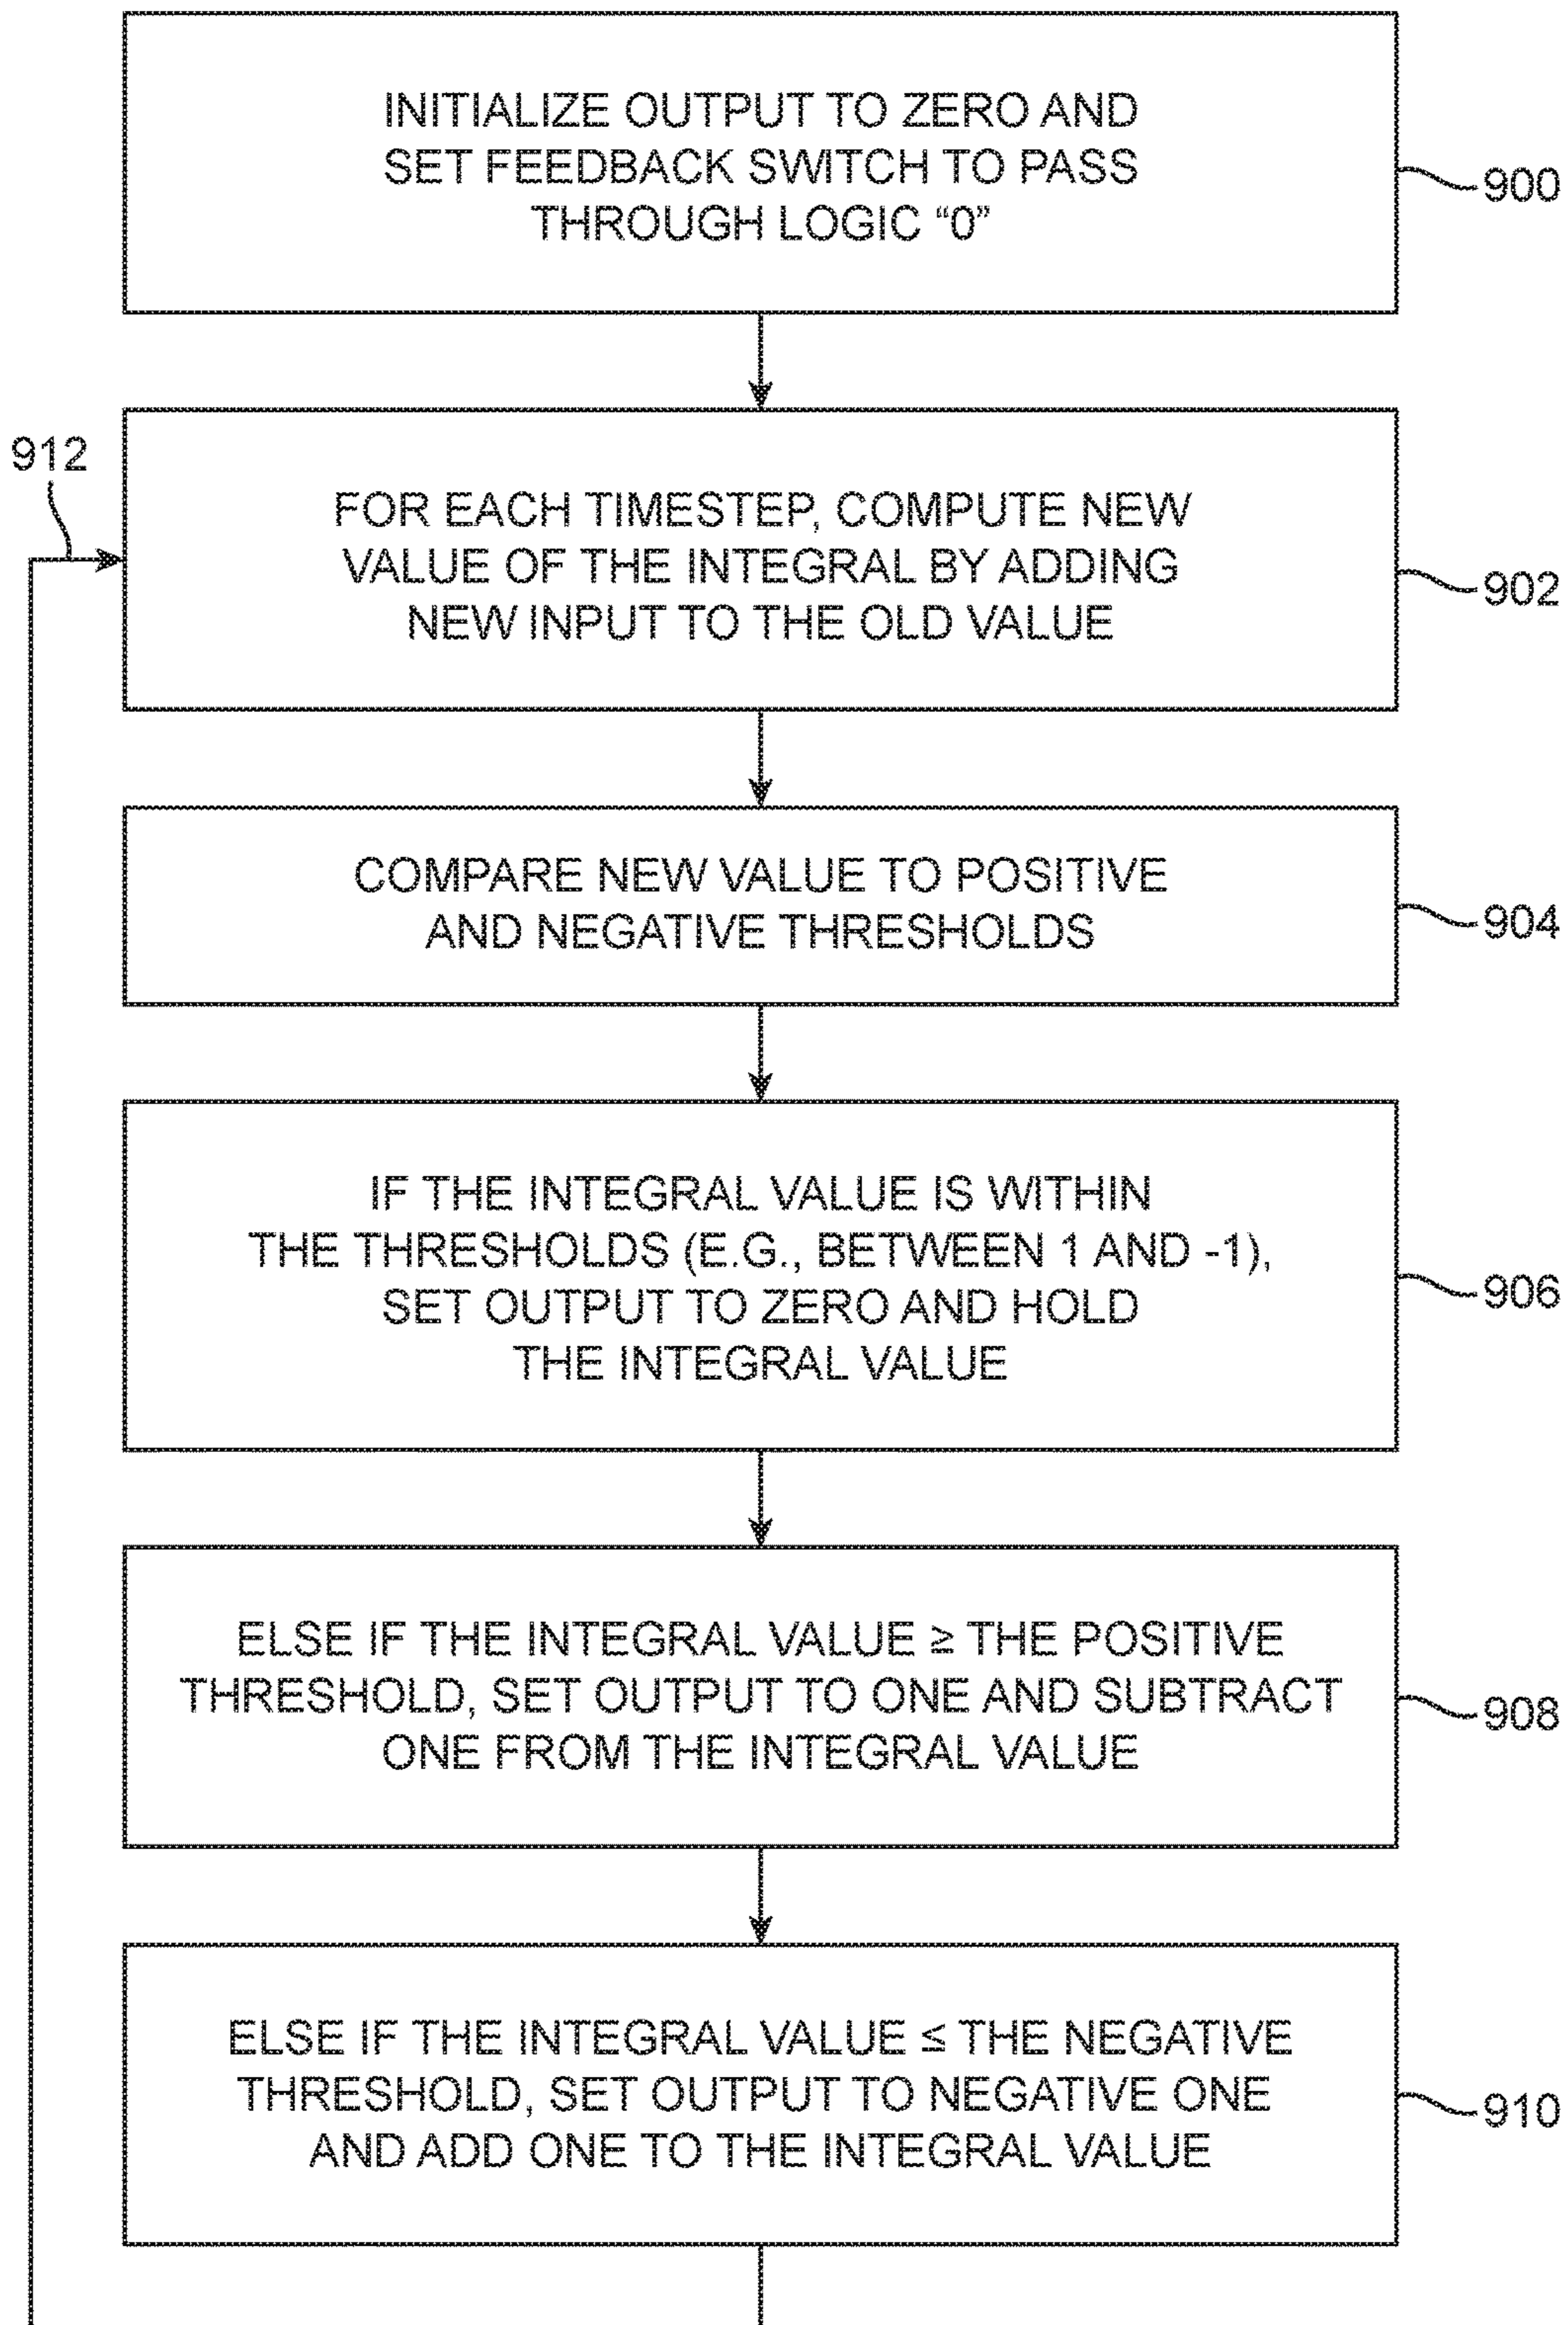 INITIALIZE OUTPUT TO ZERO AND
SET FEEDBACK SWITCH TO PASS
THROUGH LOGIC “0”
900
912
FOR EACH TIMESTEP, COMPUTE NEW
VALUE OF THE INTEGRAL BY ADDING
NEW INPUT TO THE OLD VALUE
902
COMPARE NEW VALUE TO POSITIVE
AND NEGATIVE THRESHOLDS
904
IF THE INTEGRAL VALUE IS WITHIN
THE THRESHOLDS (E.G., BETWEEN 1 AND -1),
SET OUTPUT TO ZERO AND HOLD
THE INTEGRAL VALUE
906
ELSE IF THE INTEGRAL VALUE ≥ THE POSITIVE
THRESHOLD, SET OUTPUT TO ONE AND SUBTRACT
ONE FROM THE INTEGRAL VALUE
908
ELSE IF THE INTEGRAL VALUE ≤ THE NEGATIVE
THRESHOLD, SET OUTPUT TO NEGATIVE ONE
AND ADD ONE TO THE INTEGRAL VALUE
910